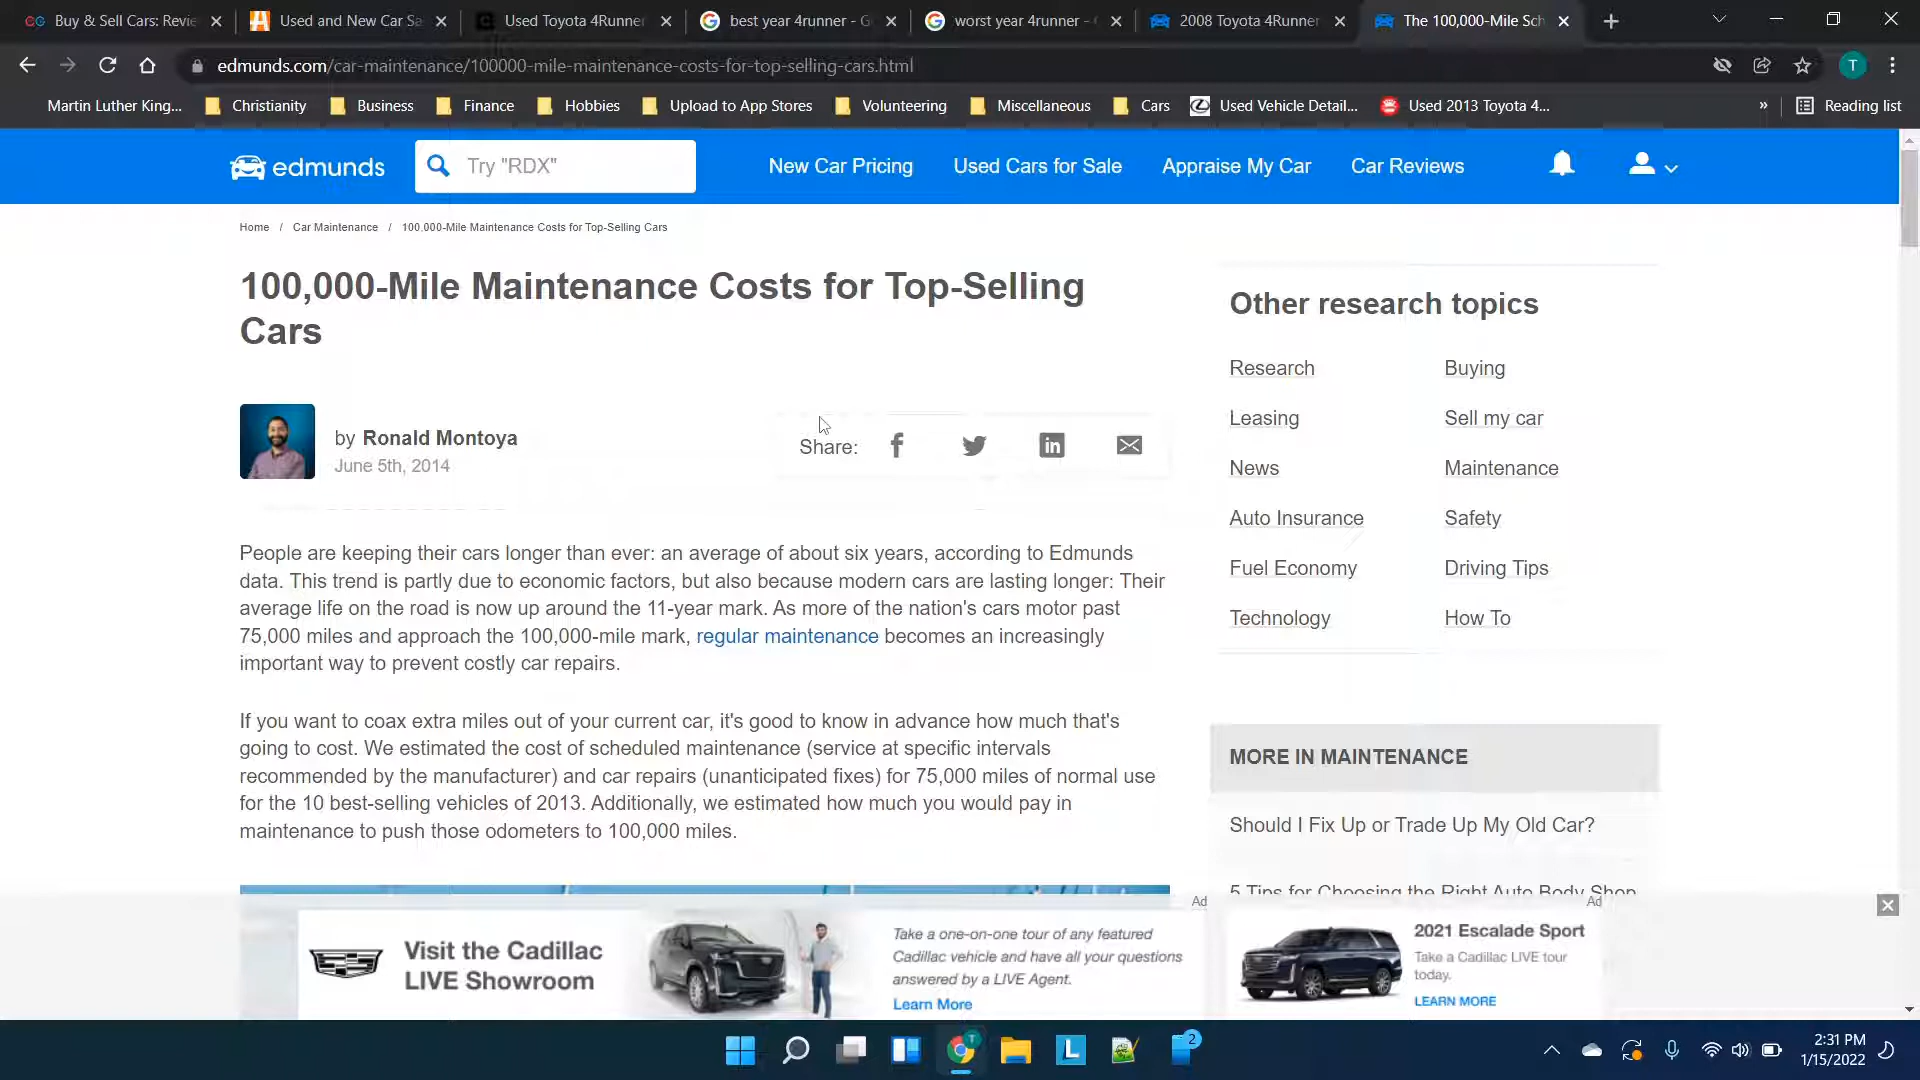 Buy & Sell Cars: Revie
Used and New Car Sa
Used Toyota 4Runner
best year 4runner - G
worst year 4runner -
2008 Toyota 4Runner
The 100,000-Mile Sch
edmunds.com/car-maintenance/100000-mile-maintenance-costs-for-top-selling-cars.html
T
Martin Luther King...
Christianity
Business
Finance
Hobbies
Upload to App Stores
Volunteering
Miscellaneous
Cars
Used Vehicle Detail...
Used 2013 Toyota 4...
»
Reading list
edmunds
Try "RDX"
New Car Pricing
Used Cars for Sale
Appraise My Car
Car Reviews
Home / Car Maintenance / 100,000-Mile Maintenance Costs for Top-Selling Cars
100,000-Mile Maintenance Costs for Top-Selling
Cars
by Ronald Montoya
June 5th, 2014
Share:
People are keeping their cars longer than ever: an average of about six years, according to Edmunds
data. This trend is partly due to economic factors, but also because modern cars are lasting longer: Their
average life on the road is now up around the 11-year mark. As more of the nation's cars motor past
75,000 miles and approach the 100,000-mile mark, regular maintenance becomes an increasingly
important way to prevent costly car repairs.
If you want to coax extra miles out of your current car, it's good to know in advance how much that's
going to cost. We estimated the cost of scheduled maintenance (service at specific intervals
recommended by the manufacturer) and car repairs (unanticipated fixes) for 75,000 miles of normal use
for the 10 best-selling vehicles of 2013. Additionally, we estimated how much you would pay in
maintenance to push those odometers to 100,000 miles.
Other research topics
Research
Buying
Leasing
Sell my car
News
Maintenance
Auto Insurance
Safety
Fuel Economy
Driving Tips
Technology
How To
MORE IN MAINTENANCE
Should I Fix Up or Trade Up My Old Car?
5 Tips for Choosing the Right Auto Body Shop
Ad
Visit the Cadillac
LIVE Showroom
Take a one-on-one tour of any featured
Cadillac vehicle and have all your questions
answered by a LIVE Agent.
Learn More
Ad
2021 Escalade Sport
Take a Cadillac LIVE tour
today.
LEARN MORE
T
L
2
2:31 PM
1/15/2022